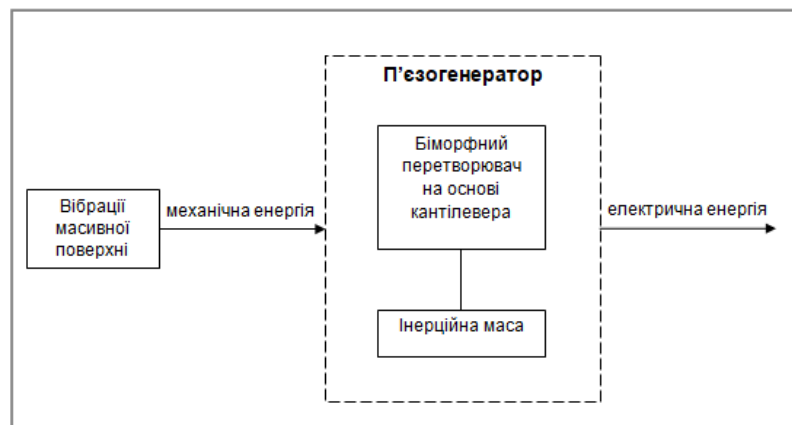 П’єзогенератор
Біморфний
перетворювач
на основі
кантілевера
Вібрації
масивної
поверхні
механічна енергія
електрична енергія
Інерційна маса